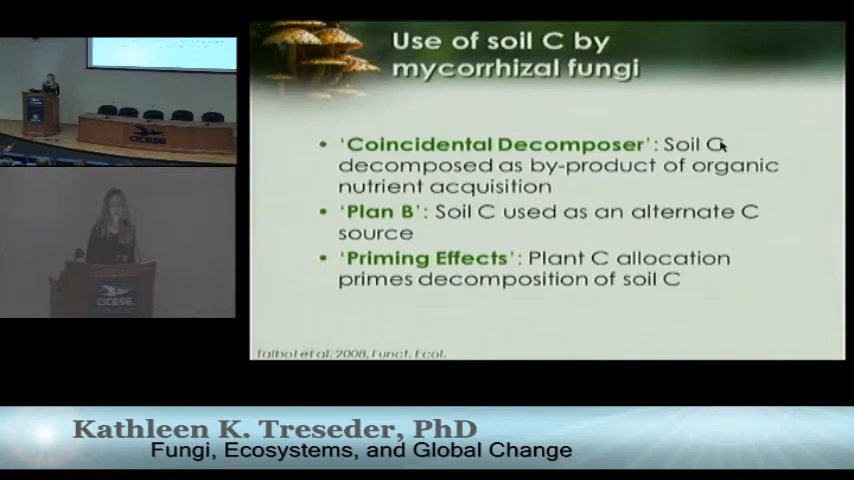 Use of soil C by
mycorrhizal fungi
• 'Coincidental Decomposer': Soil C
decomposed as by-product of organic
nutrient acquisition
• 'Plan B': Soil C used as an alternate C
source
• 'Priming Effects': Plant C allocation
primes decomposition of soil C
Talbot et al. 2008, Funct. Ecol.
CICESE
Kathleen K. Treseder, PhD
Fungi, Ecosystems, and Global Change